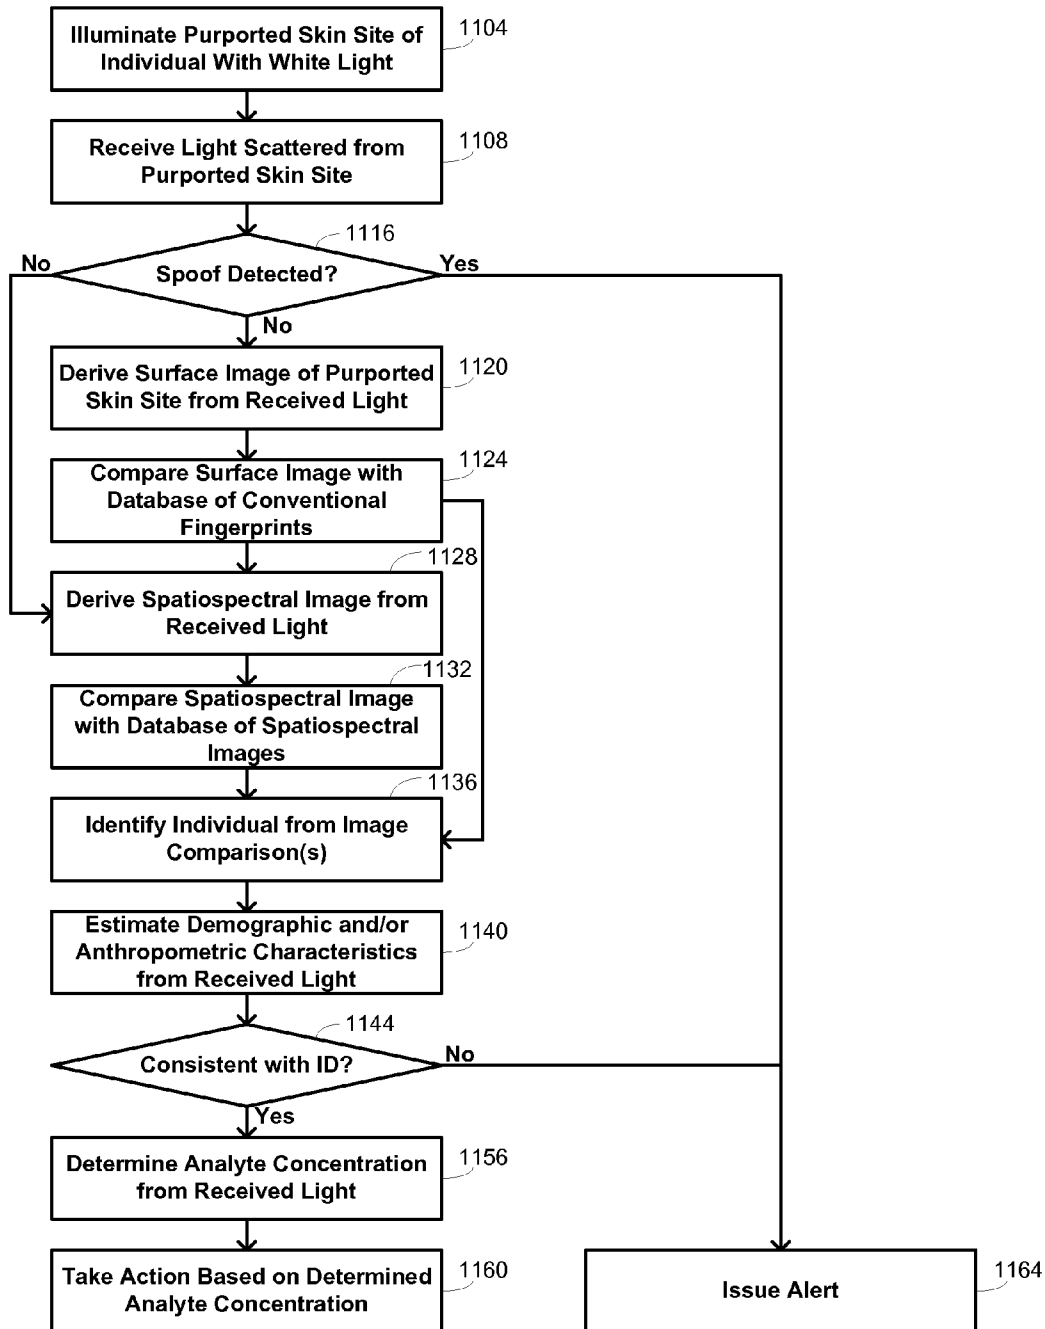 Illuminate Purported Skin Site of
Individual With White Light
1104
Receive Light Scattered from
Purported Skin Site
1108
1116
No
Spoof Detected?
Yes
No
Derive Surface Image of Purported
Skin Site from Received Light
1120
Compare Surface Image with
Database of Conventional
Fingerprints
1124
1128
Derive Spatiospectral Image from
Received Light
1132
Compare Spatiospectral Image
with Database of Spatiospectral
Images
1136
Identify Individual from Image
Comparison(s)
Estimate Demographic and/or
Anthropometric Characteristics
from Received Light
1140
1144
Consistent with ID?
No
Yes
Determine Analyte Concentration
from Received Light
1156
Take Action Based on Determined
Analyte Concentration
1160
Issue Alert
1164